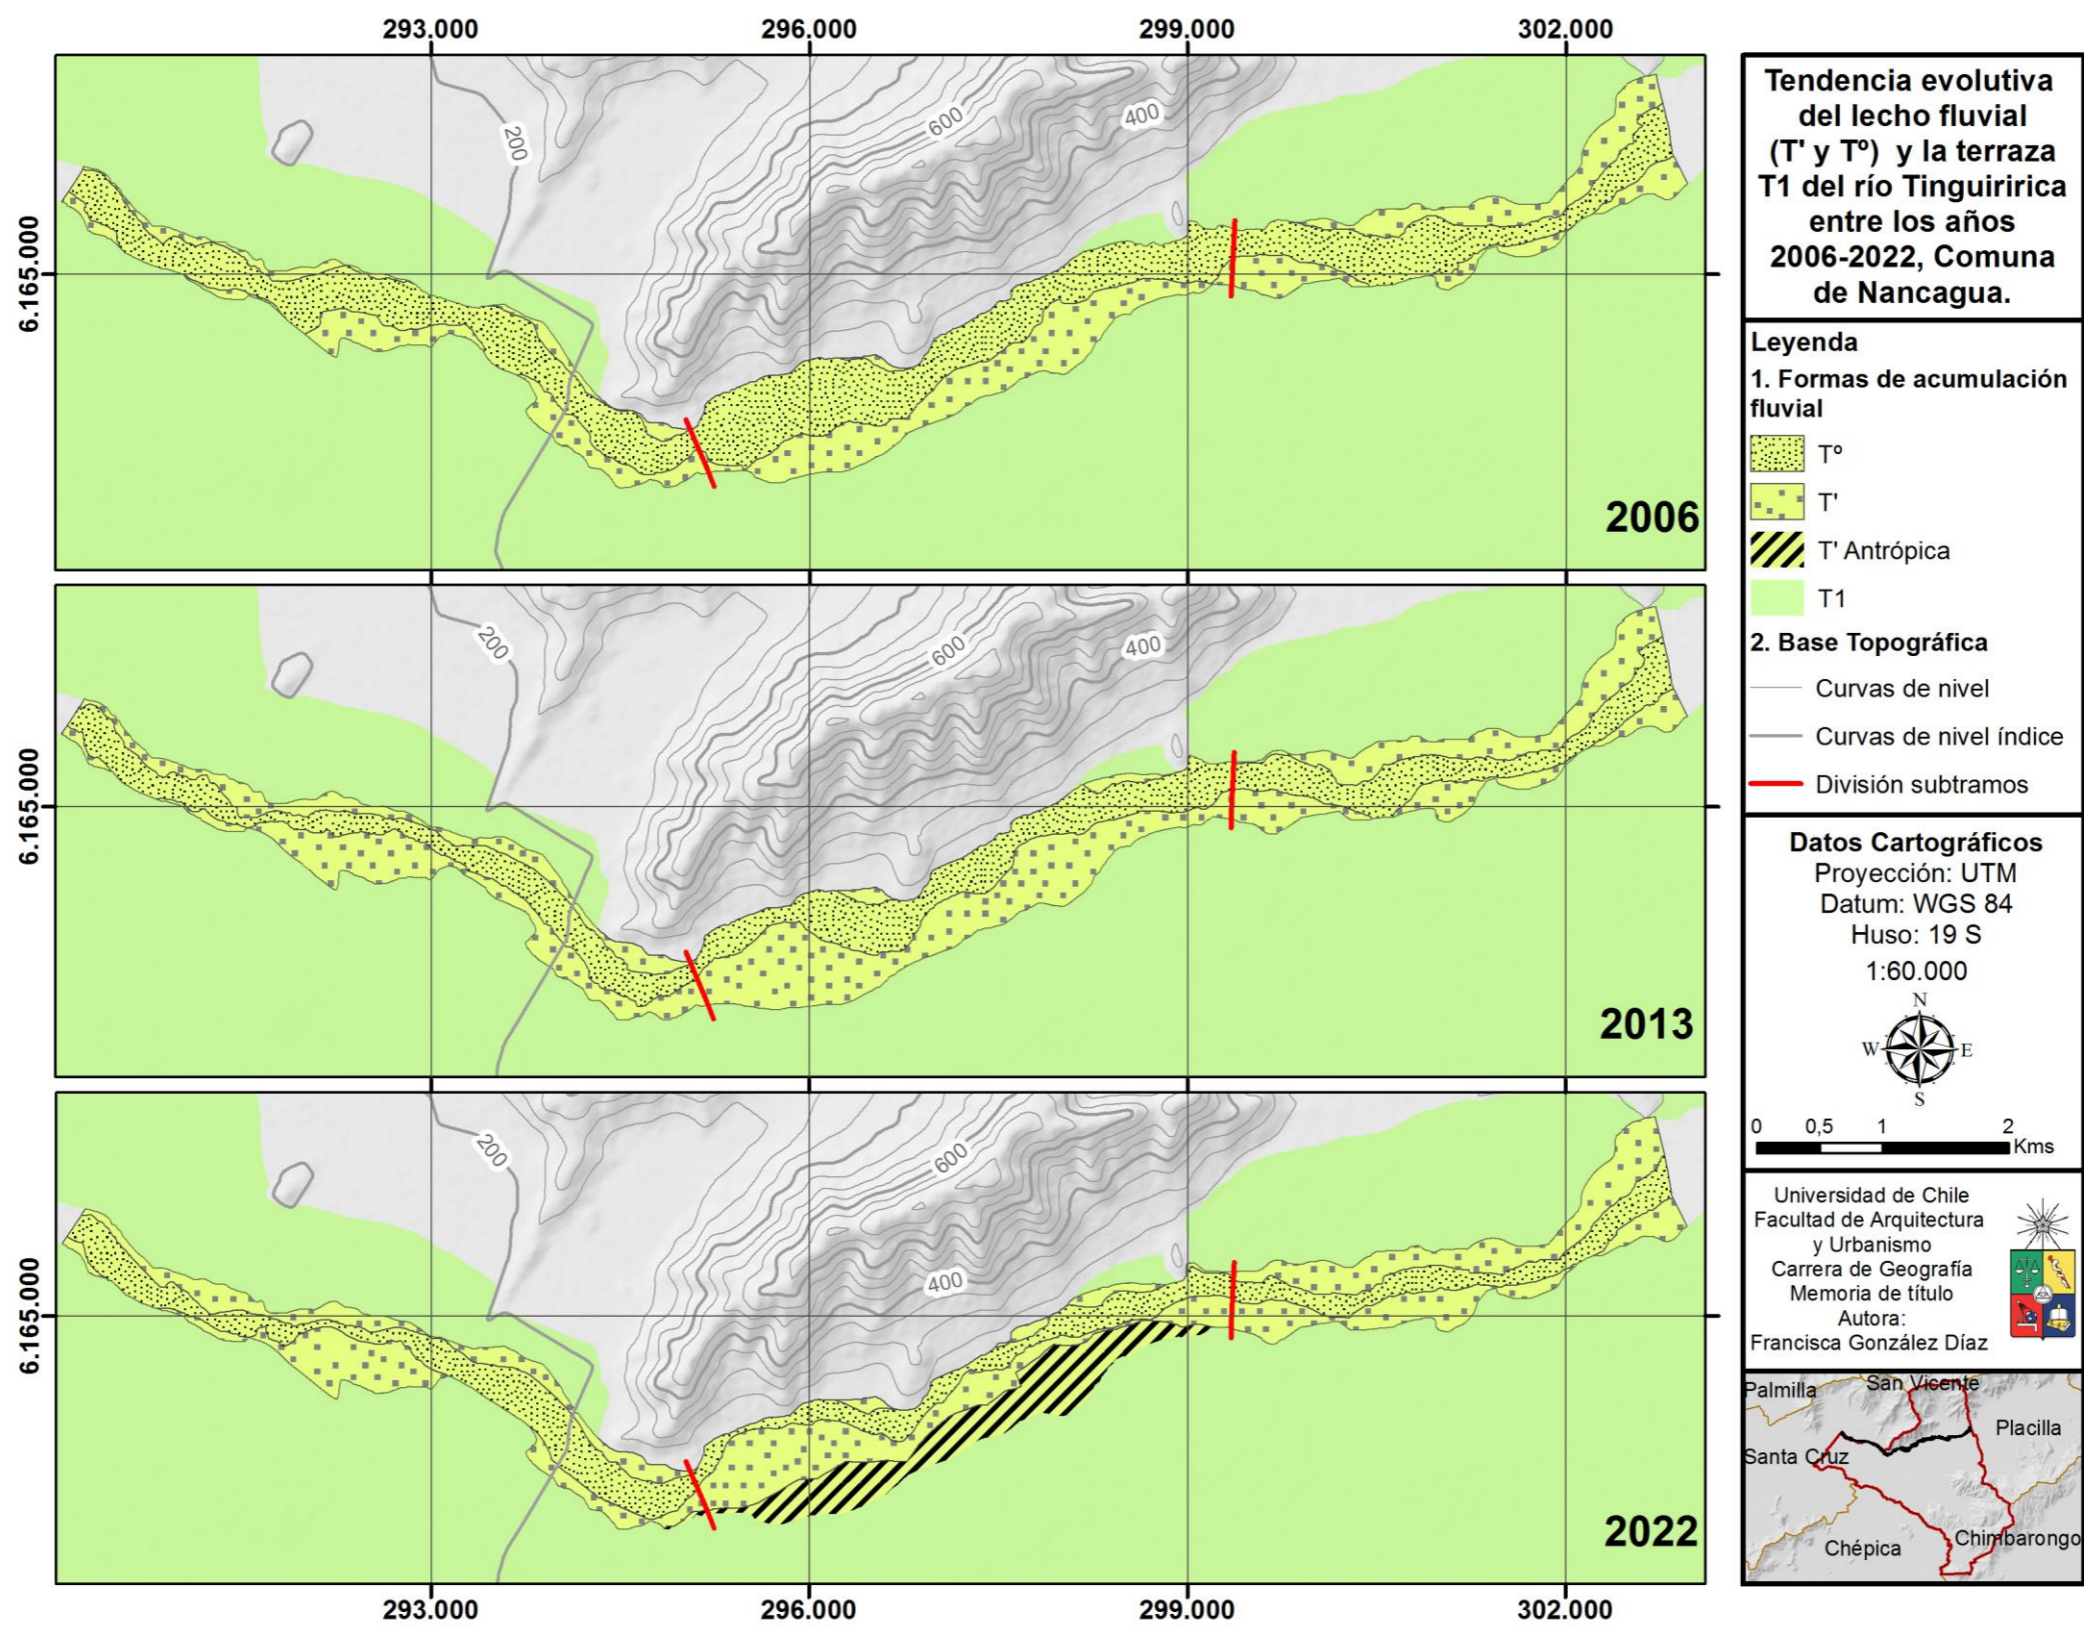 293.000
296.000
299.000
302.000
6.165.000
200
600
400
2006
6.165.000
200
600
400
2013
6.165.000
200
600
400
2022
293.000
296.000
299.000
302.000
Tendencia evolutiva
del lecho fluvial
(T' y Tº) y la terraza
T1 del río Tinguiririca
entre los años
2006-2022, Comuna
de Nancagua.
Leyenda
1. Formas de acumulación
fluvial
Tº
T'
T' Antrópica
T1
2. Base Topográfica
Curvas de nivel
Curvas de nivel índice
División subtramos
Datos Cartográficos
Proyección: UTM
Datum: WGS 84
Huso: 19 S
1:60.000
N
W
E
S
0 0,5 1 2
Kms
Universidad de Chile
Facultad de Arquitectura
y Urbanismo
Carrera de Geografía
Memoria de título
Autora:
Francisca González Díaz
Palmilla
San Vicente
Placilla
Santa Cruz
Chimbarongo
Chépica